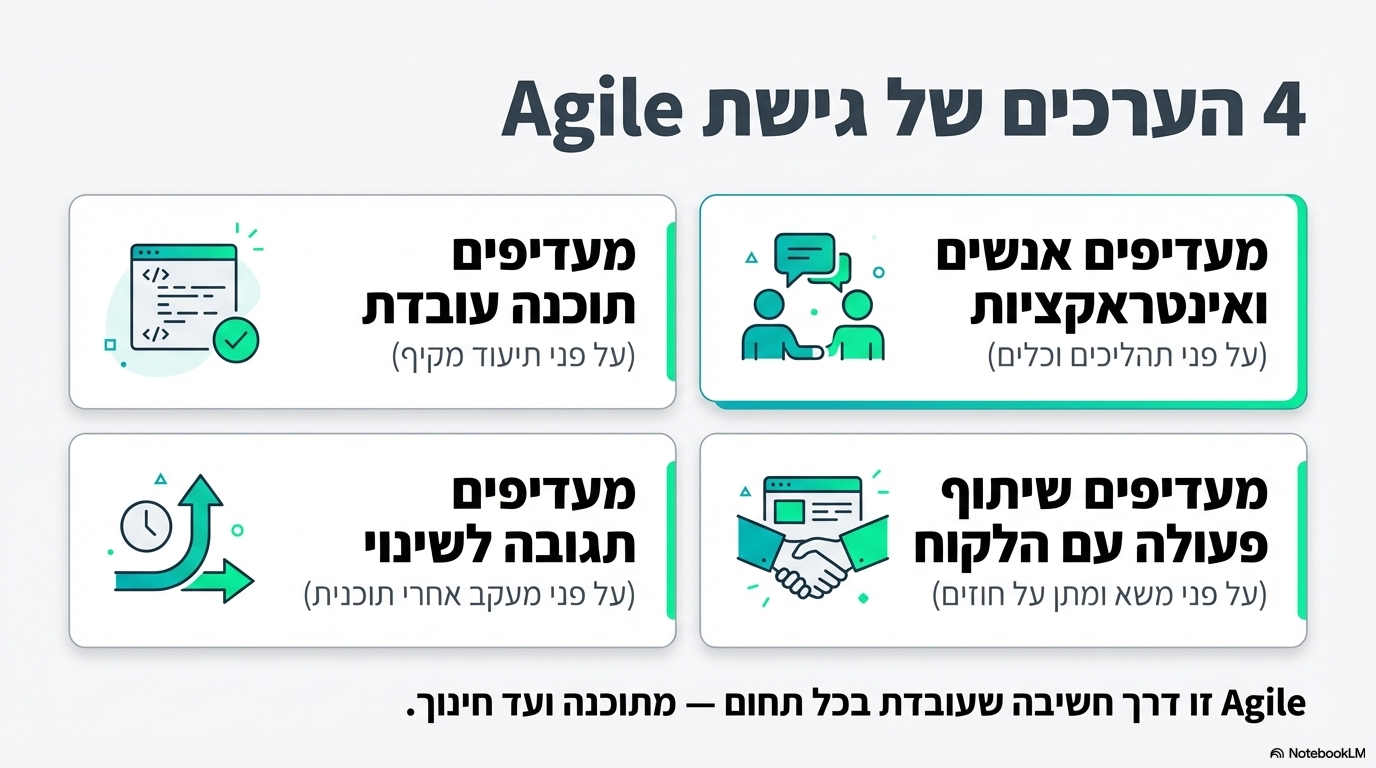 4 הערכים של גישת Agile
מעדיפים אנשים
ואינטראקציות
(על פני תהליכים וכלים)
מעדיפים
תוכנה עובדת
(על פני תיעוד מקיף)
</>
</>
מעדיפים שיתוף
פעולה עם הלקוח
(על פני משא ומתן על חוזים)
מעדיפים
תגובה לשינוי
(על פני מעקב אחרי תוכנית)
Agile זו דרך חשיבה שעובדת בכל תחום — מתוכנה ועד חינוך.
NotebookLM